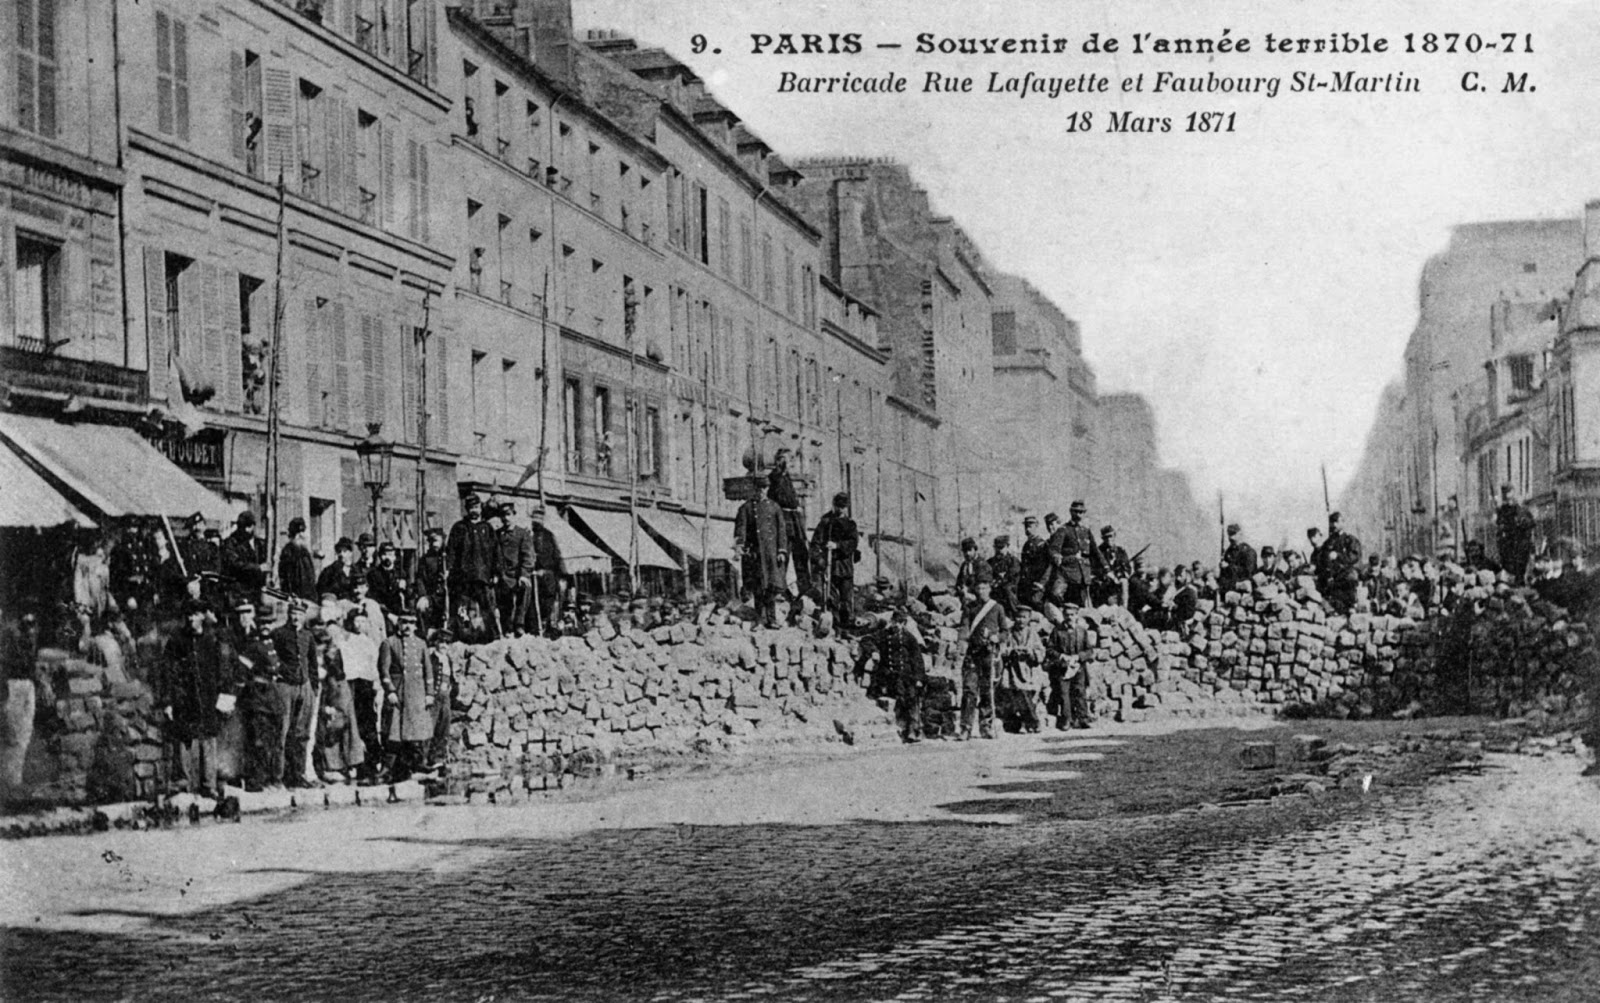 9. PARIS — Souvenir de l'année terrible 1870-71
Barricade Rue Lafayette et Faubourg St-Martin C. M.
18 Mars 1871